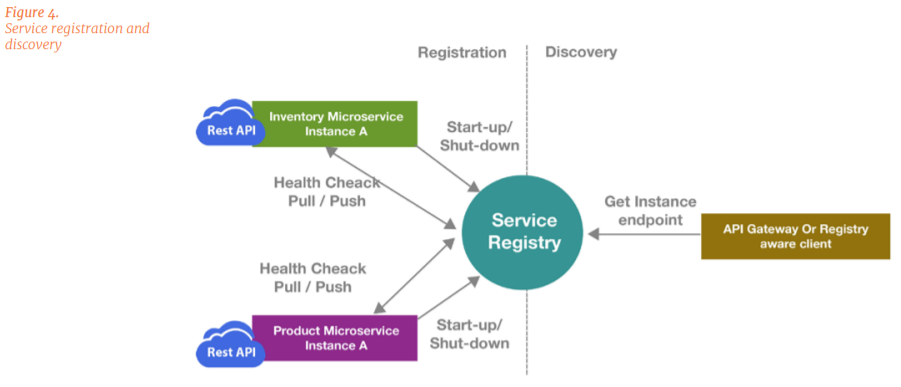 Figure 4.
Service registration and
discovery
Registration
Discovery
Rest API
Inventory Microservice
Instance A
Start-up/
Shut-down
Health Cheack
Pull / Push
Service
Registry
Get Instance
endpoint
API Gateway Or Registry
aware client
Health Cheack
Pull / Push
Rest API
Product Microservice
Instance A
Start-up/
Shut-down